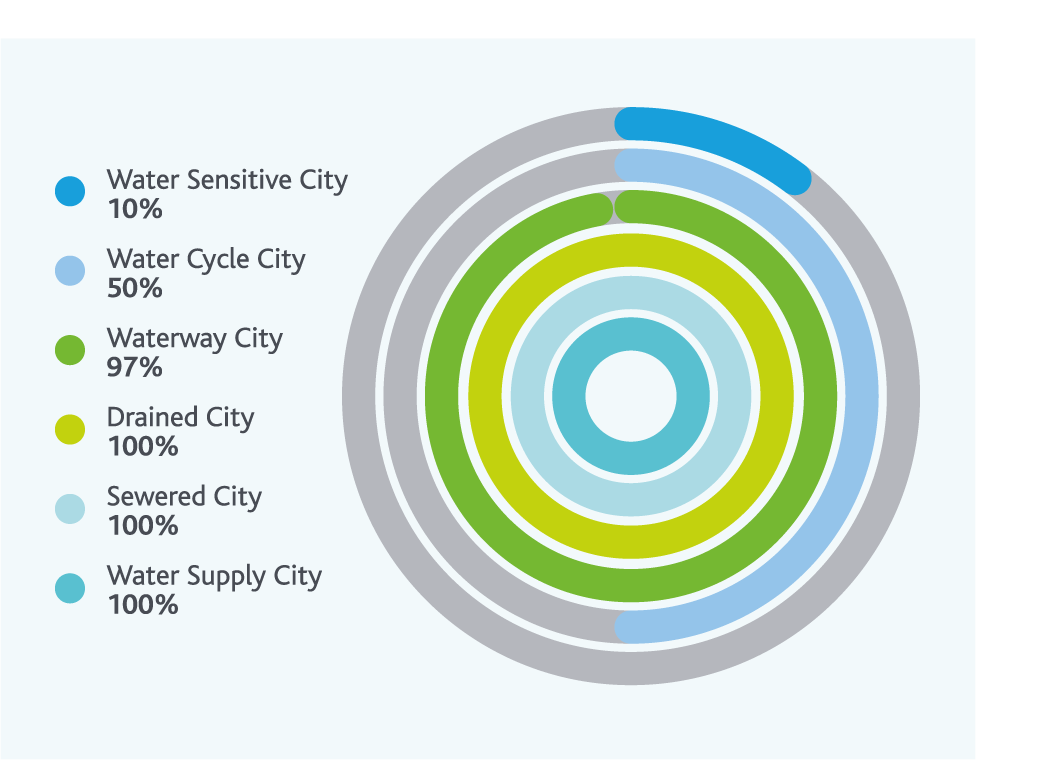 Water Sensitive City
10%
Water Cycle City
50%
Waterway City
97%
Drained City
100%
Sewered City
100%
Water Supply City
100%